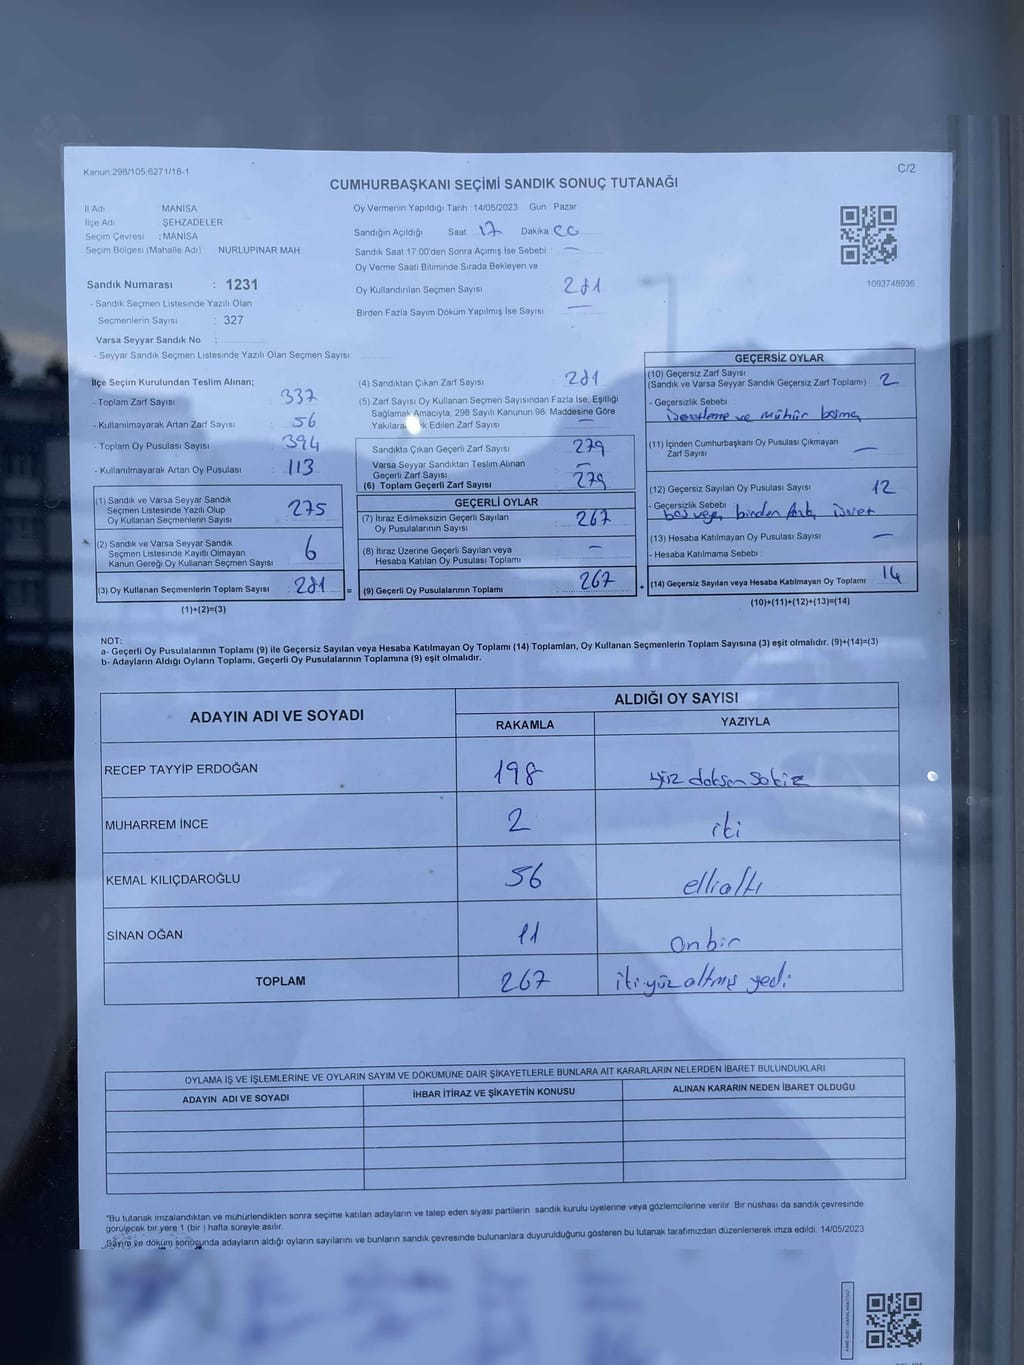 Kanun 298/105,6271/18-1
C/2
CUMHURBAŞKANI SEÇİMİ SANDIK SONUÇ TUTANAĞI
İl Adı MANİSA
İlçe Adı ŞEHZADELER
Seçim Çevresi : MANİSA
Seçim Bölgesi (Mahalle Adı) NURLUPINAR MAH
Oy Vermenin Yapıldığı Tarih 14/05/2023 Gün Pazar
Sandığın Açıldığı Saat 17 Dakika 00
Sandık Saat 17:00'den Sonra Açımış İse Sebebi : —
Oy Verme Saati Bitiminde Sırada Bekleyen ve
Oy Kullandırılan Seçmen Sayısı 281
Birden Fazla Sayım Döküm Yapılmış İse Sayısı —
1093748936
Sandık Numarası : 1231
- Sandık Seçmen Listesinde Yazılı Olan
Seçmenlerin Sayısı : 327
Varsa Seyyar Sandık No :
- Seyyar Sandık Seçmen Listesinde Yazılı Olan Seçmen Sayısı
İlçe Seçim Kurulundan Teslim Alınan;
- Toplam Zarf Sayısı 337
- Kullanılmayarak Artan Zarf Sayısı 56
- Toplam Oy Pusulası Sayısı 394
- Kullanılmayarak Artan Oy Pusulası 113
(1) Sandık ve Varsa Seyyar Sandık
Seçmen Listesinde Yazılı Olup
Oy Kullanan Seçmenlerin Sayısı 275
(2) Sandık ve Varsa Seyyar Sandık
Seçmen Listesinde Kayıtlı Olmayan
Kanun Gereği Oy Kullanan Seçmen Sayısı 6
(3) Oy Kullanan Seçmenlerin Toplam Sayısı 281 =
(1)+(2)=(3)
(4) Sandıktan Çıkan Zarf Sayısı 281
(5) Zarf Sayısı Oy Kullanan Seçmen Sayısından Fazla İse, Eşitliği
Sağlamak Amacıyla, 298 Sayılı Kanunun 98. Maddesine Göre
Edilen Zarf Sayısı —
Sandıkta Çıkan Geçerli Zarf Sayısı 279
Varsa Seyyar Sandıktan Teslim Alınan
Geçerli Zarf Sayısı —
(6) Toplam Geçerli Zarf Sayısı 279
GEÇERLİ OYLAR
(7) İtiraz Edilmeksizin Geçerli Sayılan
Oy Pusulalarının Sayısı 267
(8) İtiraz Üzerine Geçerli Sayılan veya
Hesaba Katılan Oy Pusulası Toplamı —
(9) Geçerli Oy Pusulalarının Toplamı 267 +
GEÇERSİZ OYLAR
(10) Geçersiz Zarf Sayısı
(Sandık ve Varsa Seyyar Sandık Geçersiz Zarf Toplamı) 2
- Geçersizlik Sebebi
işaretleme ve mühür basma
(11) İçinden Cumhurbaşkanı Oy Pusulası Çıkmayan
Zarf Sayısı —
(12) Geçersiz Sayılan Oy Pusulası Sayısı 12
- Geçersizlik Sebebi
boş veya birden fazla işaret
(13) Hesaba Katılmayan Oy Pusulası Sayısı —
- Hesaba Katılmama Sebebi
(14) Geçersiz Sayılan veya Hesaba Katılmayan Oy Toplamı 14
(10)+(11)+(12)+(13)=(14)
NOT:
a- Geçerli Oy Pusulalarının Toplamı (9) ile Geçersiz Sayılan veya Hesaba Katılmayan Oy Toplamı (14) Toplamları, Oy Kullanan Seçmenlerin Toplam Sayısına (3) eşit olmalıdır. (9)+(14)=(3)
b- Adayların Aldığı Oyların Toplamı, Geçerli Oy Pusulalarının Toplamına (9) eşit olmalıdır.
ADAYIN ADI VE SOYADI
ALDIĞI OY SAYISI
RAKAMLA YAZIYLA
RECEP TAYYİP ERDOĞAN 198 yüz doksan sekiz
MUHARREM İNCE 2 iki
KEMAL KILIÇDAROĞLU 56 ellialtı
SİNAN OĞAN 11 onbir
TOPLAM 267 ikiyüz altmış yedi
OYLAMA İŞ VE İŞLEMLERİNE VE OYLARIN SAYIM VE DÖKÜMÜNE DAİR ŞİKAYETLERLE BUNLARA AİT KARARLARIN NELERDEN İBARET BULUNDUKLARI
ADAYIN ADI VE SOYADI İHBAR İTİRAZ VE ŞİKAYETİN KONUSU ALINAN KARARIN NEDEN İBARET OLDUĞU
*Bu tutanak imzalandıktan ve mühürlendikten sonra seçime katılan adayların ve talep eden siyasi partilerin sandık kurulu üyelerine veya gözlemcilerine verilir. Bir nüshası da sandık çevresinde
görülecek bir yere 1 (bir ) hafta süreyle asılır.
Sayım ve döküm sonucunda adayların aldığı oyların sayılarını ve bunların sandık çevresinde bulunanlara duyurulduğunu gösteren bu tutanak tarafımızdan düzenlenerek imza edildi. 14/05/2023